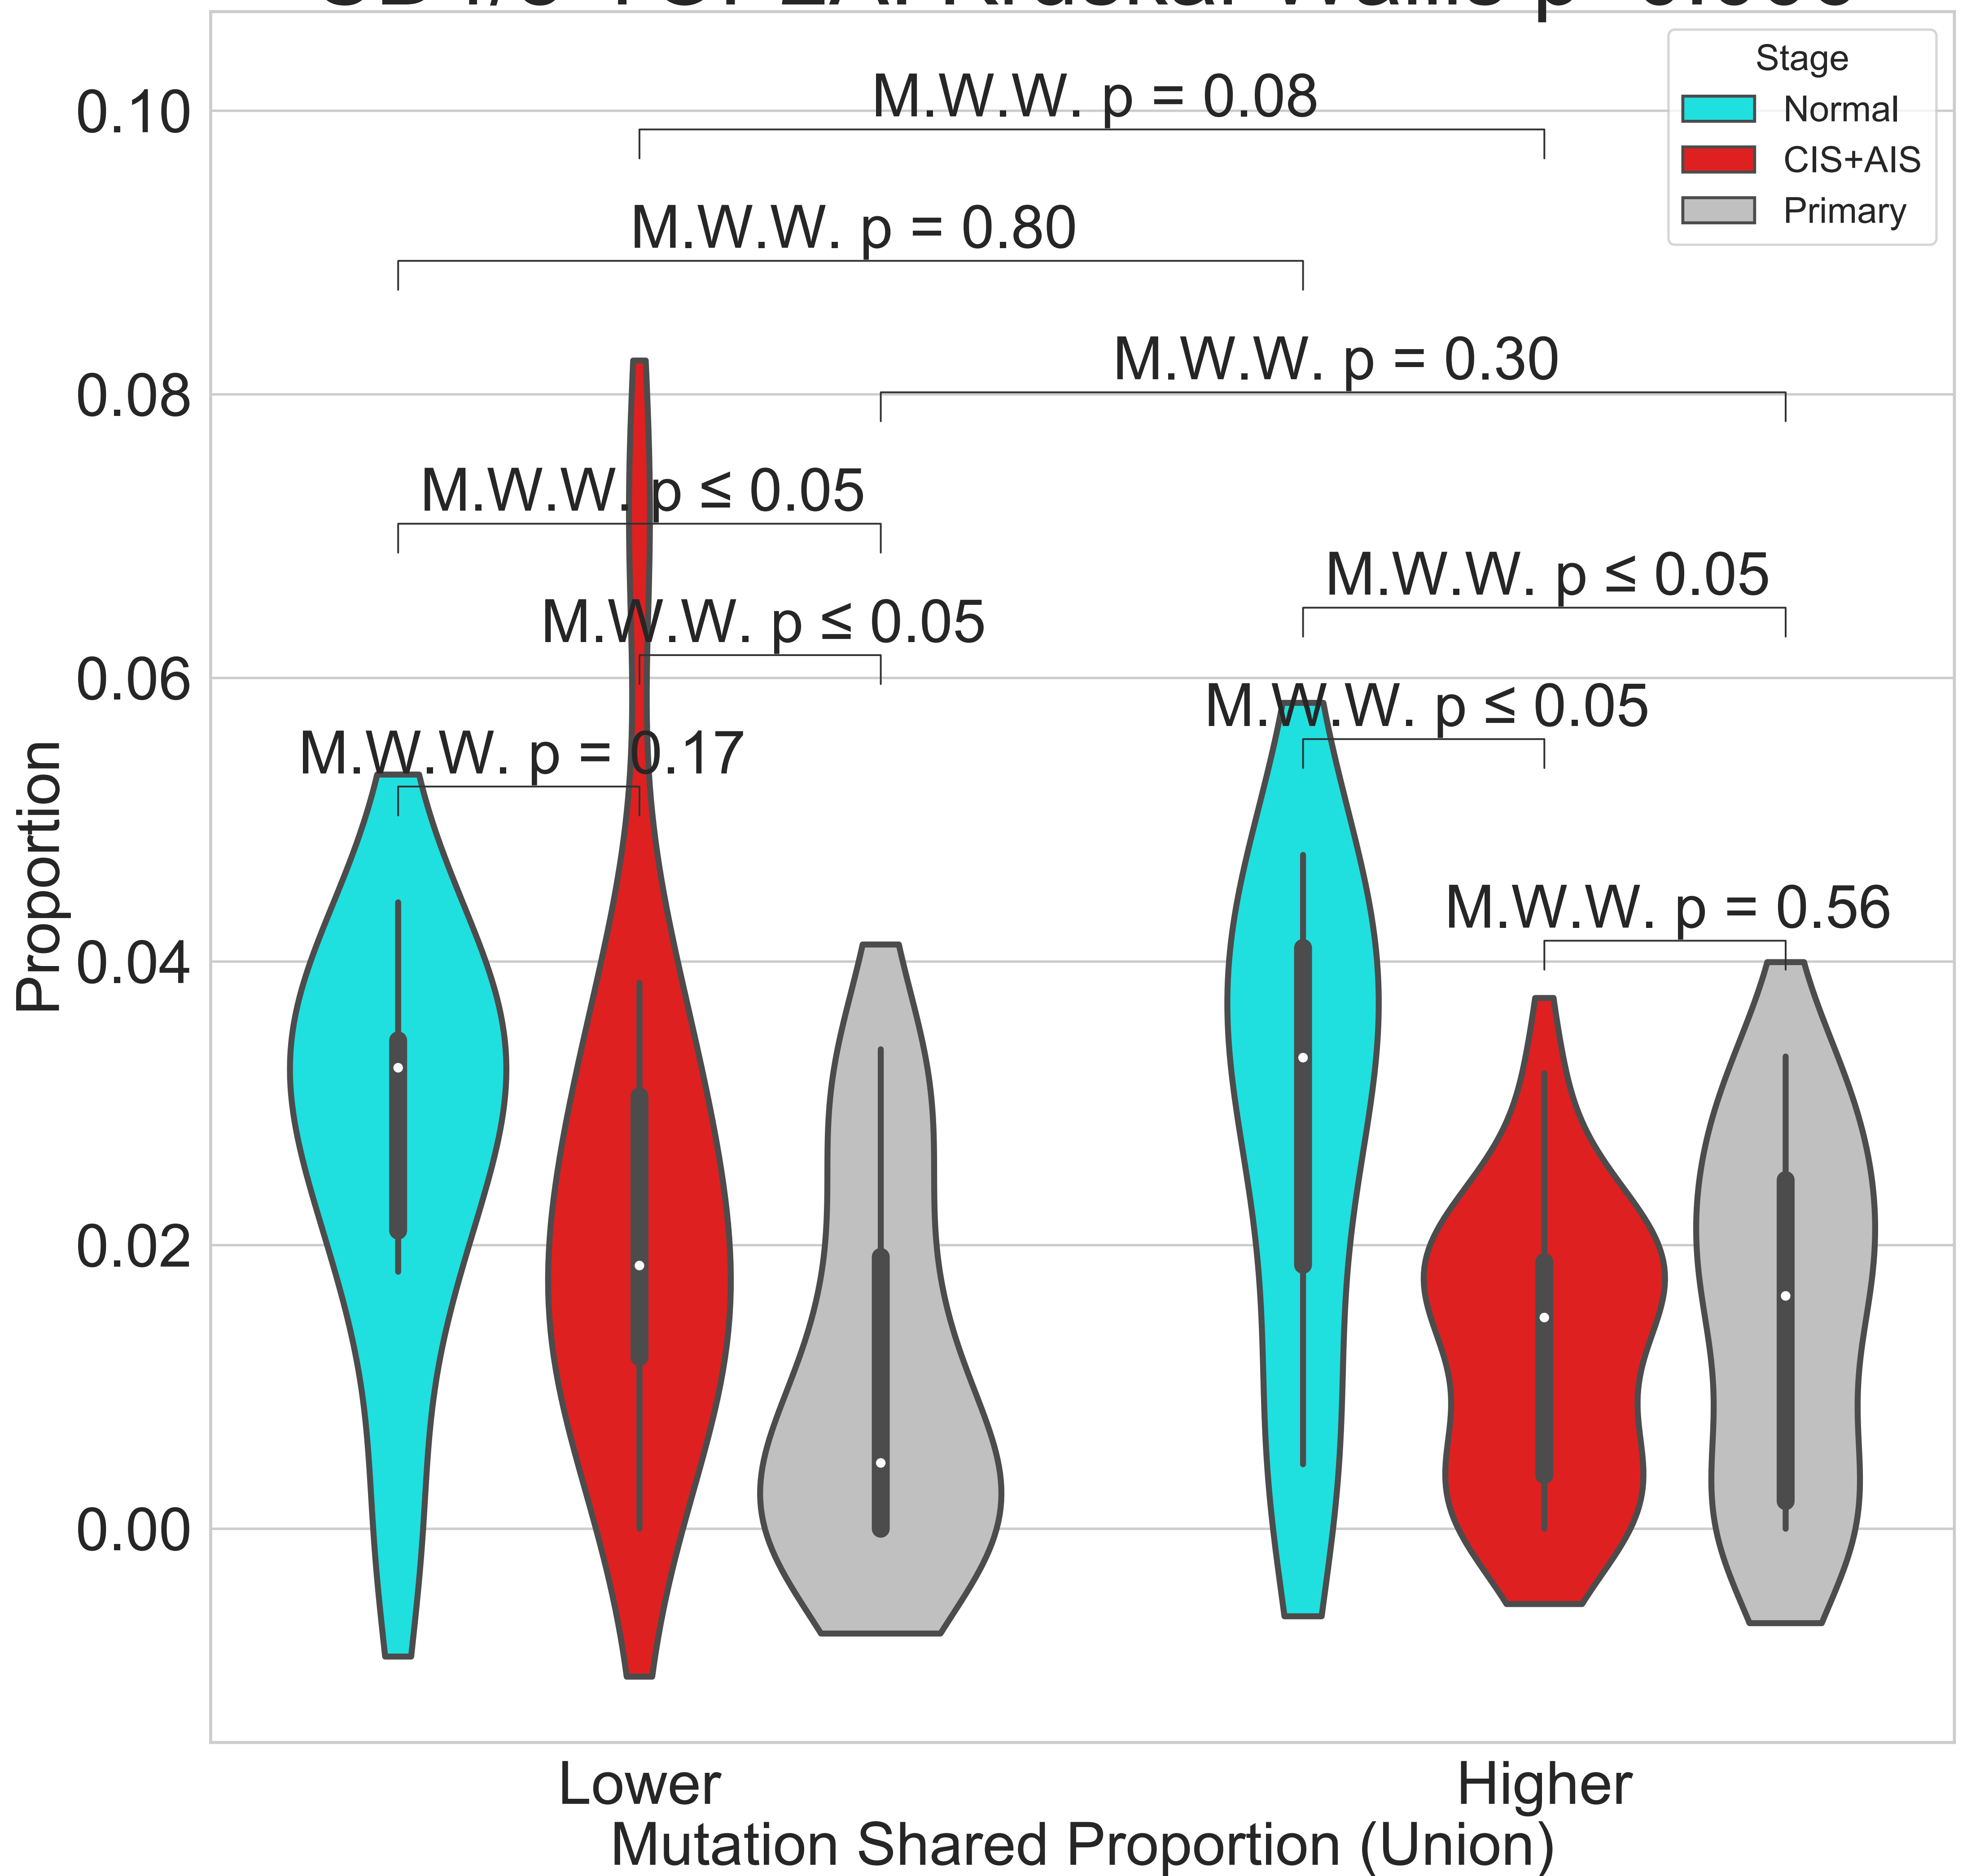 Stage
Normal
CIS+AIS
Primary
M.W.W. p = 0.08
M.W.W. p = 0.80
M.W.W. p = 0.30
M.W.W. p ≤ 0.05
M.W.W. p ≤ 0.05
M.W.W. p ≤ 0.05
M.W.W. p ≤ 0.05
M.W.W. p = 0.17
M.W.W. p = 0.56
0.10
0.08
0.06
0.04
0.02
0.00
Proportion
Lower
Higher
Mutation Shared Proportion (Union)